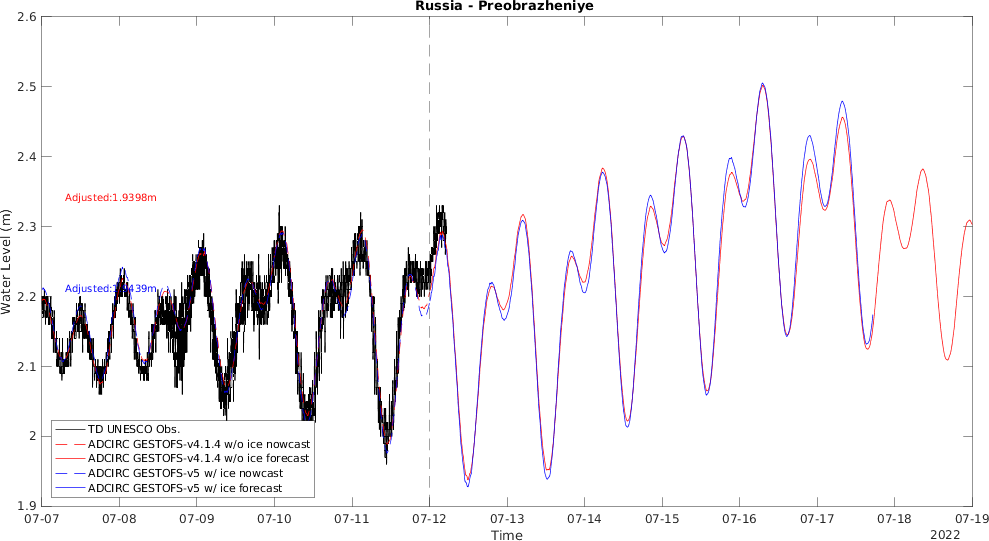 Russia - Preobrazheniye
2.6
2.5
2.4
2.3
2.2
2.1
2
1.9
Water Level (m)
Adjusted:1.9398m
TD UNESCO Obs.
ADCIRC GESTOFS-v4.1.4 w/o ice nowcast
ADCIRC GESTOFS-v4.1.4 w/o ice forecast
ADCIRC GESTOFS-v5 w/ ice nowcast
ADCIRC GESTOFS-v5 w/ ice forecast
07-07 07-08 07-09 07-10 07-11 07-12 07-13 07-14 07-15 07-16 07-17 07-18 07-19
Time
2022